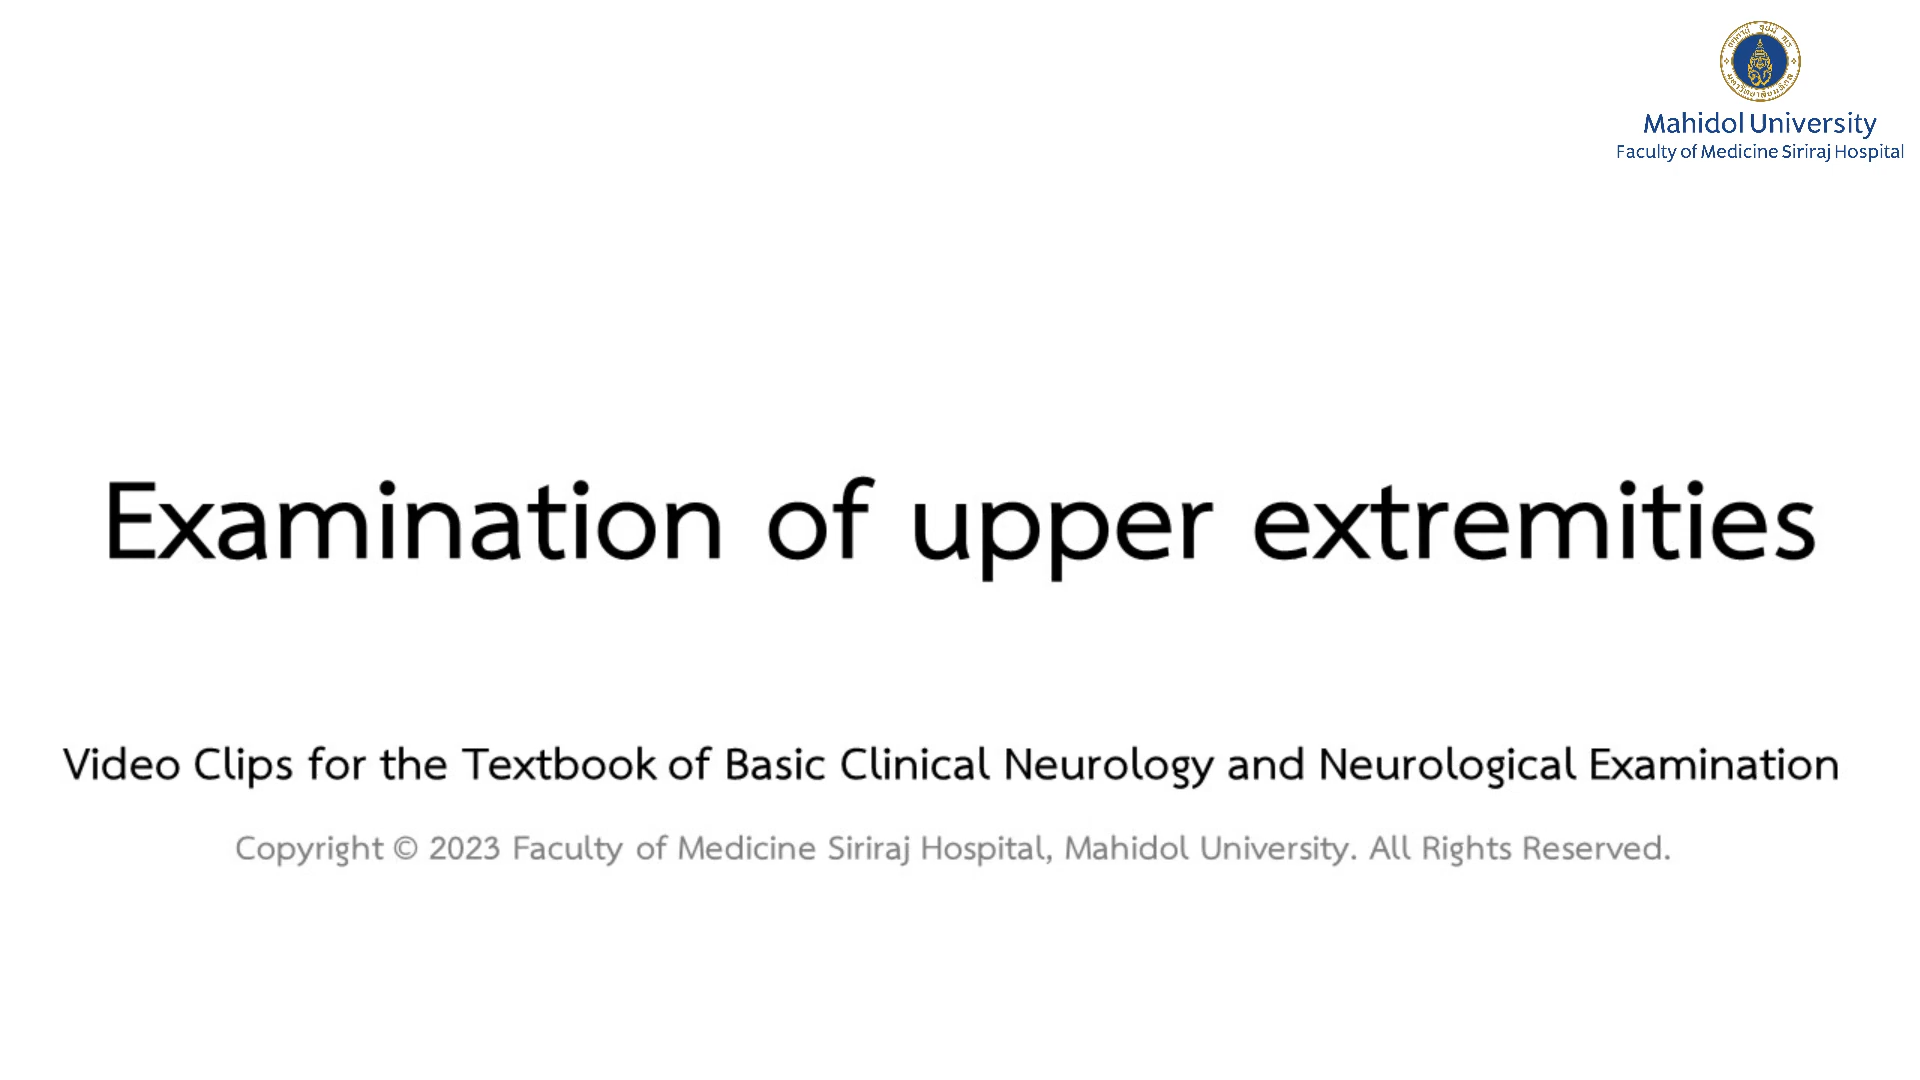 Mahidol University
Faculty of Medicine Siriraj Hospital
Examination of upper extremities
Video Clips for the Textbook of Basic Clinical Neurology and Neurological Examination
Copyright © 2023 Faculty of Medicine Siriraj Hospital, Mahidol University. All Rights Reserved.